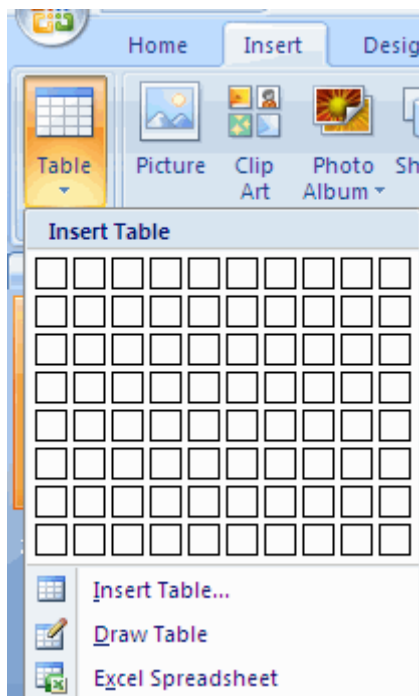 Home Insert Desig
Table Picture Clip Art Photo Album Sh
Insert Table
Insert Table...
Draw Table
Excel Spreadsheet